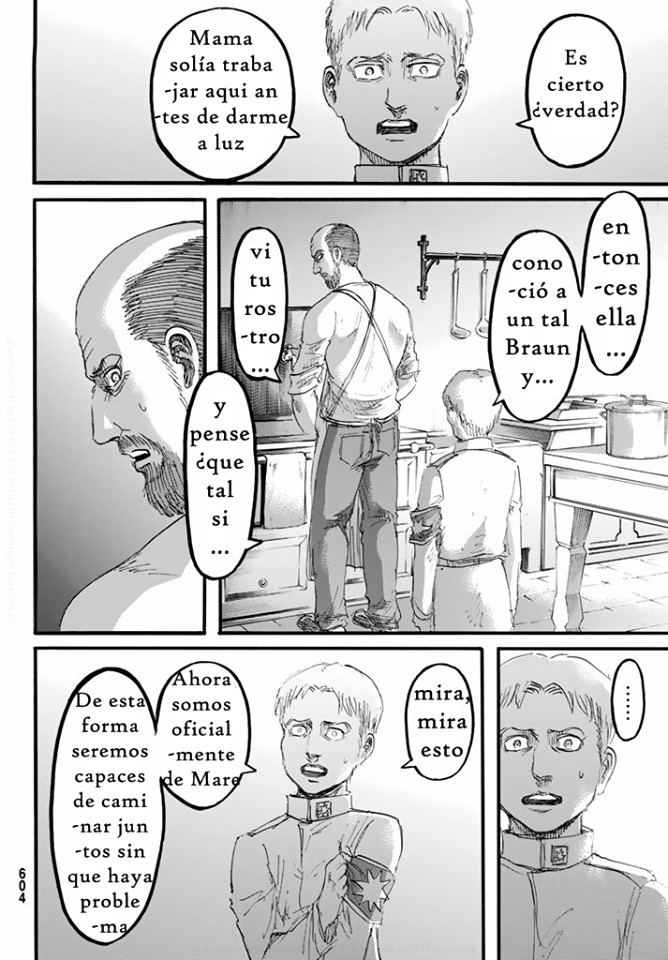 Es
cierto
¿verdad?
Mama
solía traba
-jar aqui an
-tes de darme
a luz
en
-ton
-ces
ella
...
cono
-ció a
un tal
Braun
y...
vi
tu
ros
-tro
...
y
pense
¿que
tal
si
...
......
mira,
mira
esto
Ahora
somos
oficial
-mente
de Mare
De esta
forma
seremos
capaces
de cami
-nar jun
-tos sin
que haya
proble
-ma
604